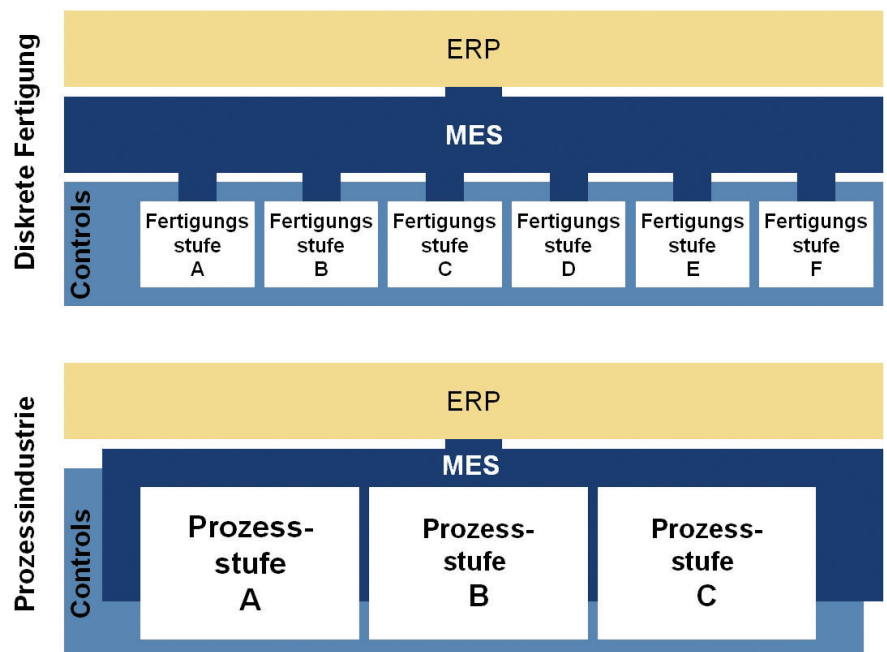 Diskrete Fertigung
ERP
MES
Controls
Fertigungs
stufe
A
Fertigungs
stufe
B
Fertigungs
stufe
C
Fertigungs
stufe
D
Fertigungs
stufe
E
Fertigungs
stufe
F
Prozessindustrie
ERP
MES
Controls
Prozess-
stufe
A
Prozess-
stufe
B
Prozess-
stufe
C